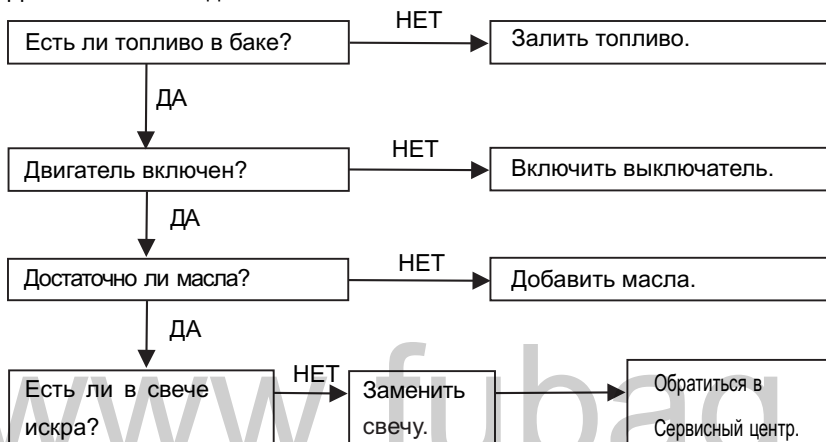 НЕТ
Есть ли топливо в баке?
Залить топливо.
ДА
НЕТ
Двигатель включен?
Включить выключатель.
ДА
НЕТ
Достаточно ли масла?
Добавить масла.
ДА
НЕТ
Есть ли в свече
искра?
Заменить
свечу.
Обратиться в
Сервисный центр.
www.fubag